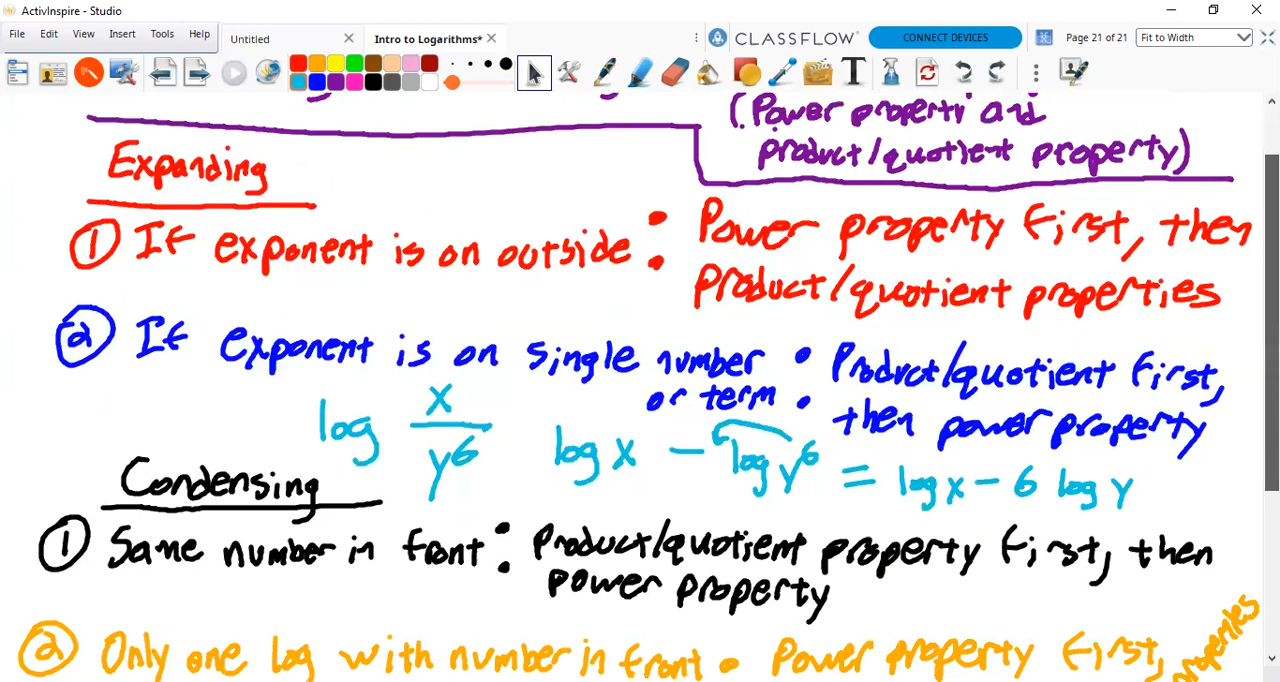 ActivInspire - Studio
File Edit View Insert Tools Help
Untitled
Intro to Logarithms*
CLASSFLOW
CONNECT DEVICES
Page 21 of 21
Fit to Width
(Power property and
product/quotient property)
Expanding
① If exponent is on outside : Power property first, then
Product/quotient properties
② If exponent is on single number : Product/quotient first,
or term
then power property
log x/y⁶ log x - log y⁶ = log x - 6 log y
Condensing
① Same number in front : Product/quotient property first, then
power property
② Only one log with number in front Power property first,
properties